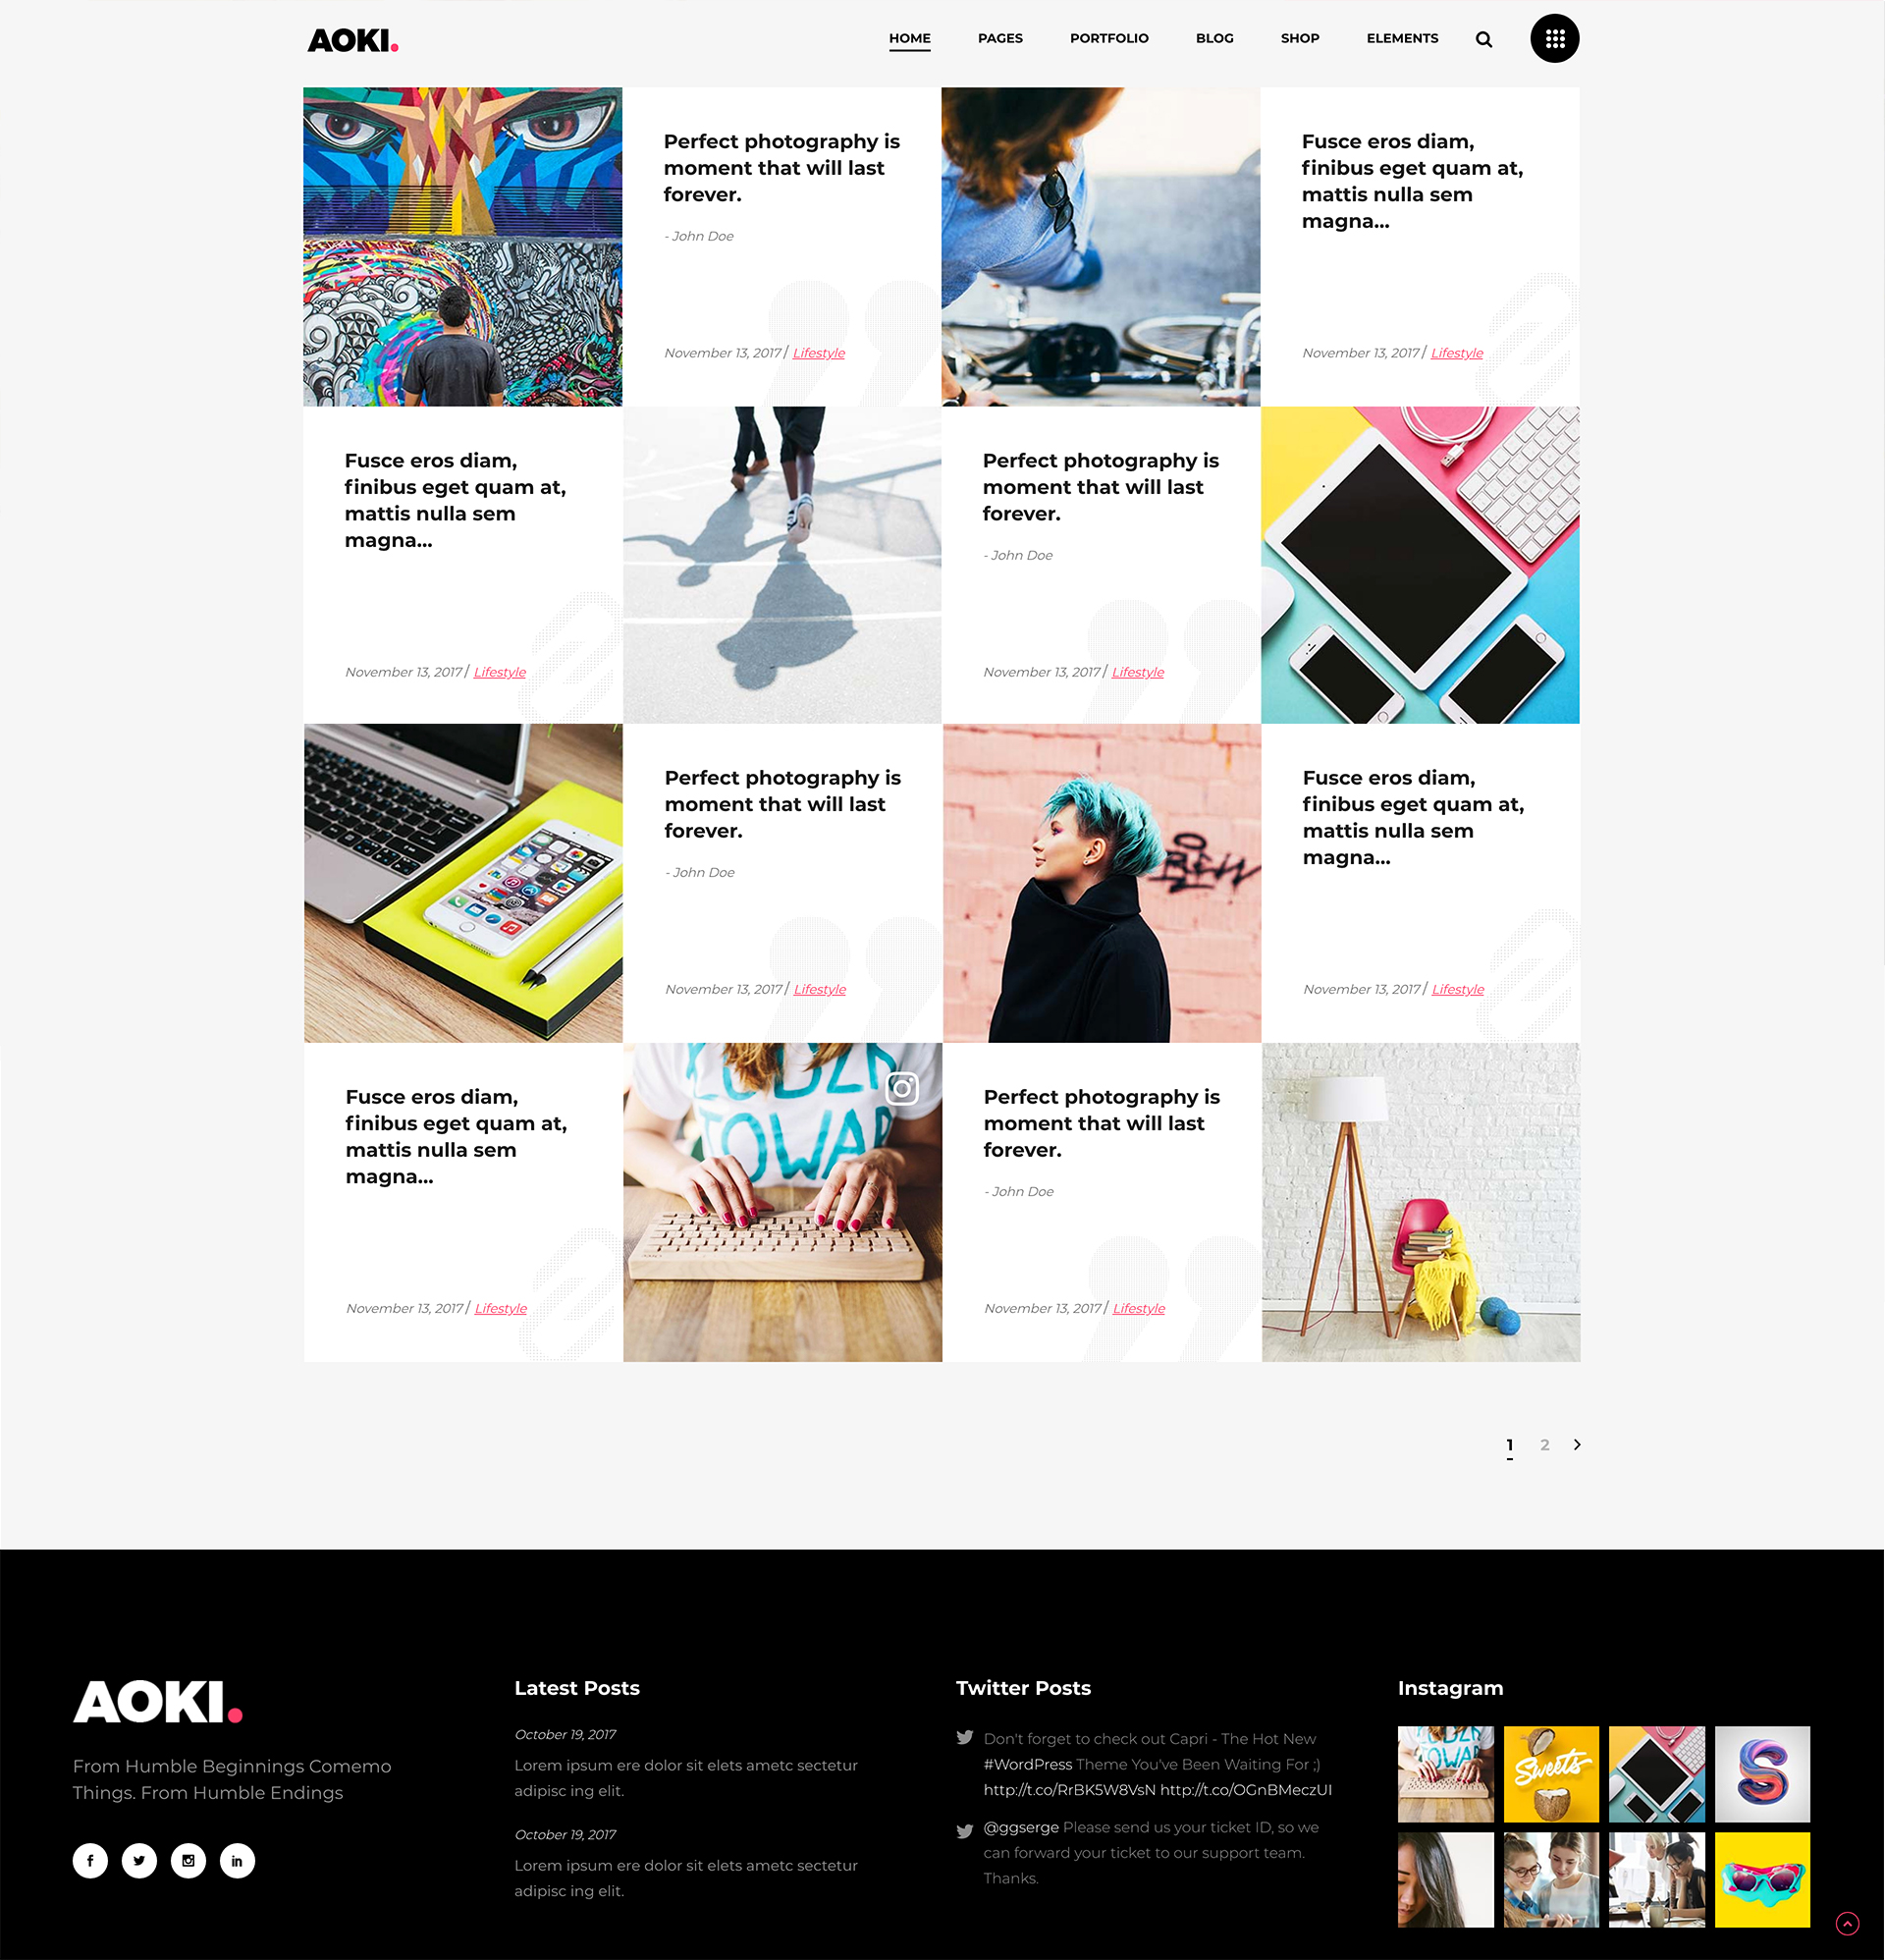 AOKI.
HOME PAGES PORTFOLIO BLOG SHOP ELEMENTS
Perfect photography is
moment that will last
forever.
- John Doe
November 13, 2017 / Lifestyle
Fusce eros diam,
finibus eget quam at,
mattis nulla sem
magna...
November 13, 2017 / Lifestyle
Fusce eros diam,
finibus eget quam at,
mattis nulla sem
magna...
November 13, 2017 / Lifestyle
Perfect photography is
moment that will last
forever.
- John Doe
November 13, 2017 / Lifestyle
Perfect photography is
moment that will last
forever.
- John Doe
November 13, 2017 / Lifestyle
Fusce eros diam,
finibus eget quam at,
mattis nulla sem
magna...
November 13, 2017 / Lifestyle
Fusce eros diam,
finibus eget quam at,
mattis nulla sem
magna...
November 13, 2017 / Lifestyle
Perfect photography is
moment that will last
forever.
- John Doe
November 13, 2017 / Lifestyle
1 2
AOKI.
From Humble Beginnings Comemo
Things. From Humble Endings
Latest Posts
October 19, 2017
Lorem ipsum ere dolor sit elets ametc sectetur
adipisc ing elit.
October 19, 2017
Lorem ipsum ere dolor sit elets ametc sectetur
adipisc ing elit.
Twitter Posts
Don't forget to check out Capri - The Hot New
#WordPress Theme You've Been Waiting For ;)
http://t.co/RrBK5W8VsN http://t.co/OGnBMeczUI
@ggserge Please send us your ticket ID, so we
can forward your ticket to our support team.
Thanks.
Instagram
Sweets
S